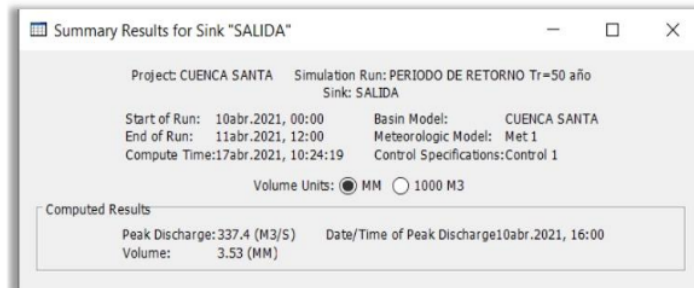 Summary Results for Sink "SALIDA"
Project: CUENCA SANTA Simulation Run: PERIODO DE RETORNO Tr=50 año
Sink: SALIDA
Start of Run: 10abr.2021, 00:00 Basin Model: CUENCA SANTA
End of Run: 11abr.2021, 12:00 Meteorologic Model: Met 1
Compute Time:17abr.2021, 10:24:19 Control Specifications:Control 1
Volume Units: MM 1000 M3
Computed Results
Peak Discharge:337.4 (M3/S) Date/Time of Peak Discharge10abr.2021, 16:00
Volume: 3.53 (MM)